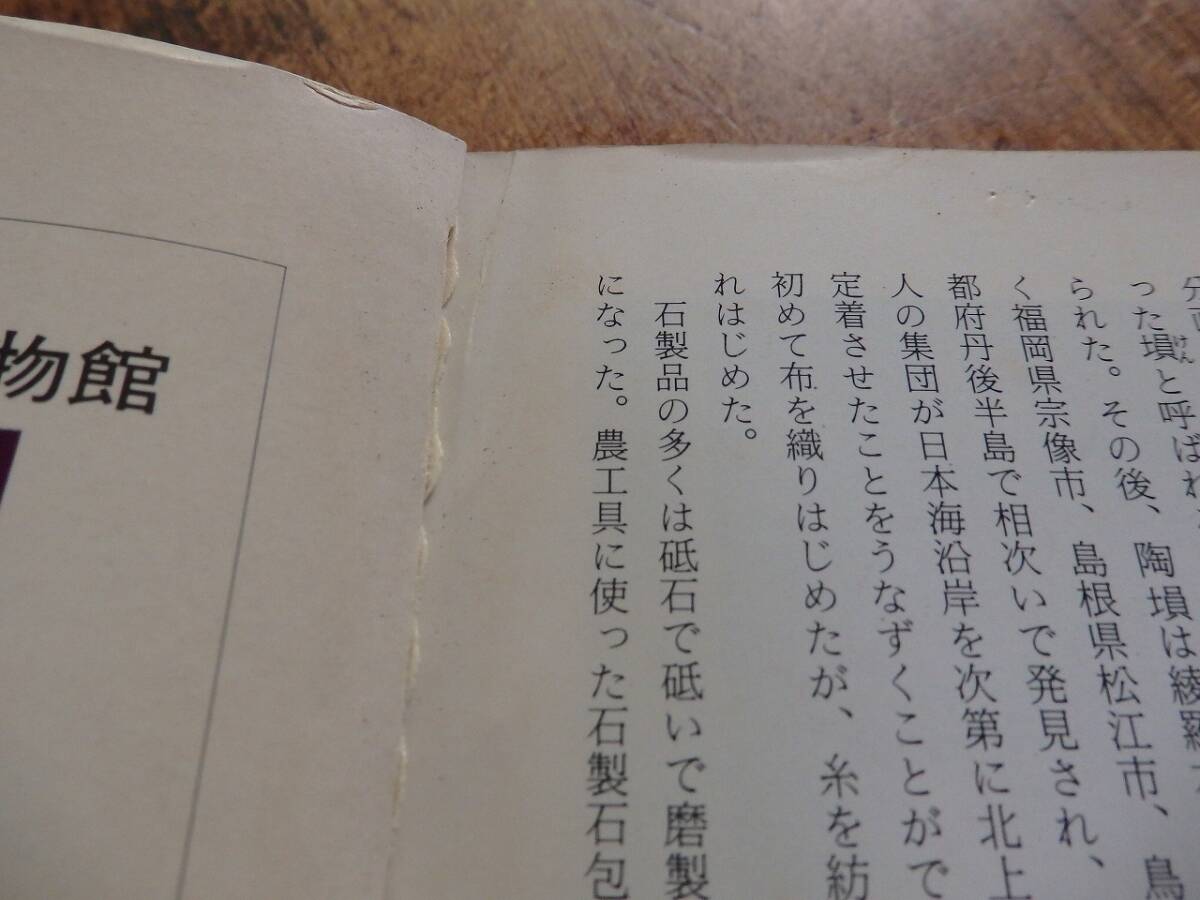 った塤と呼ばれ
けん
られた。その後、陶塤は綾羅
く福岡県宗像市、島根県松江市、鳥
都府丹後半島で相次いで発見され、
人の集団が日本海沿岸を次第に北上
定着させたことをうなずくことがで
初めて布を織りはじめたが、糸を紡
れはじめた。
石製品の多くは砥石で砥いで磨製
になった。農工具に使った石製石包
物館